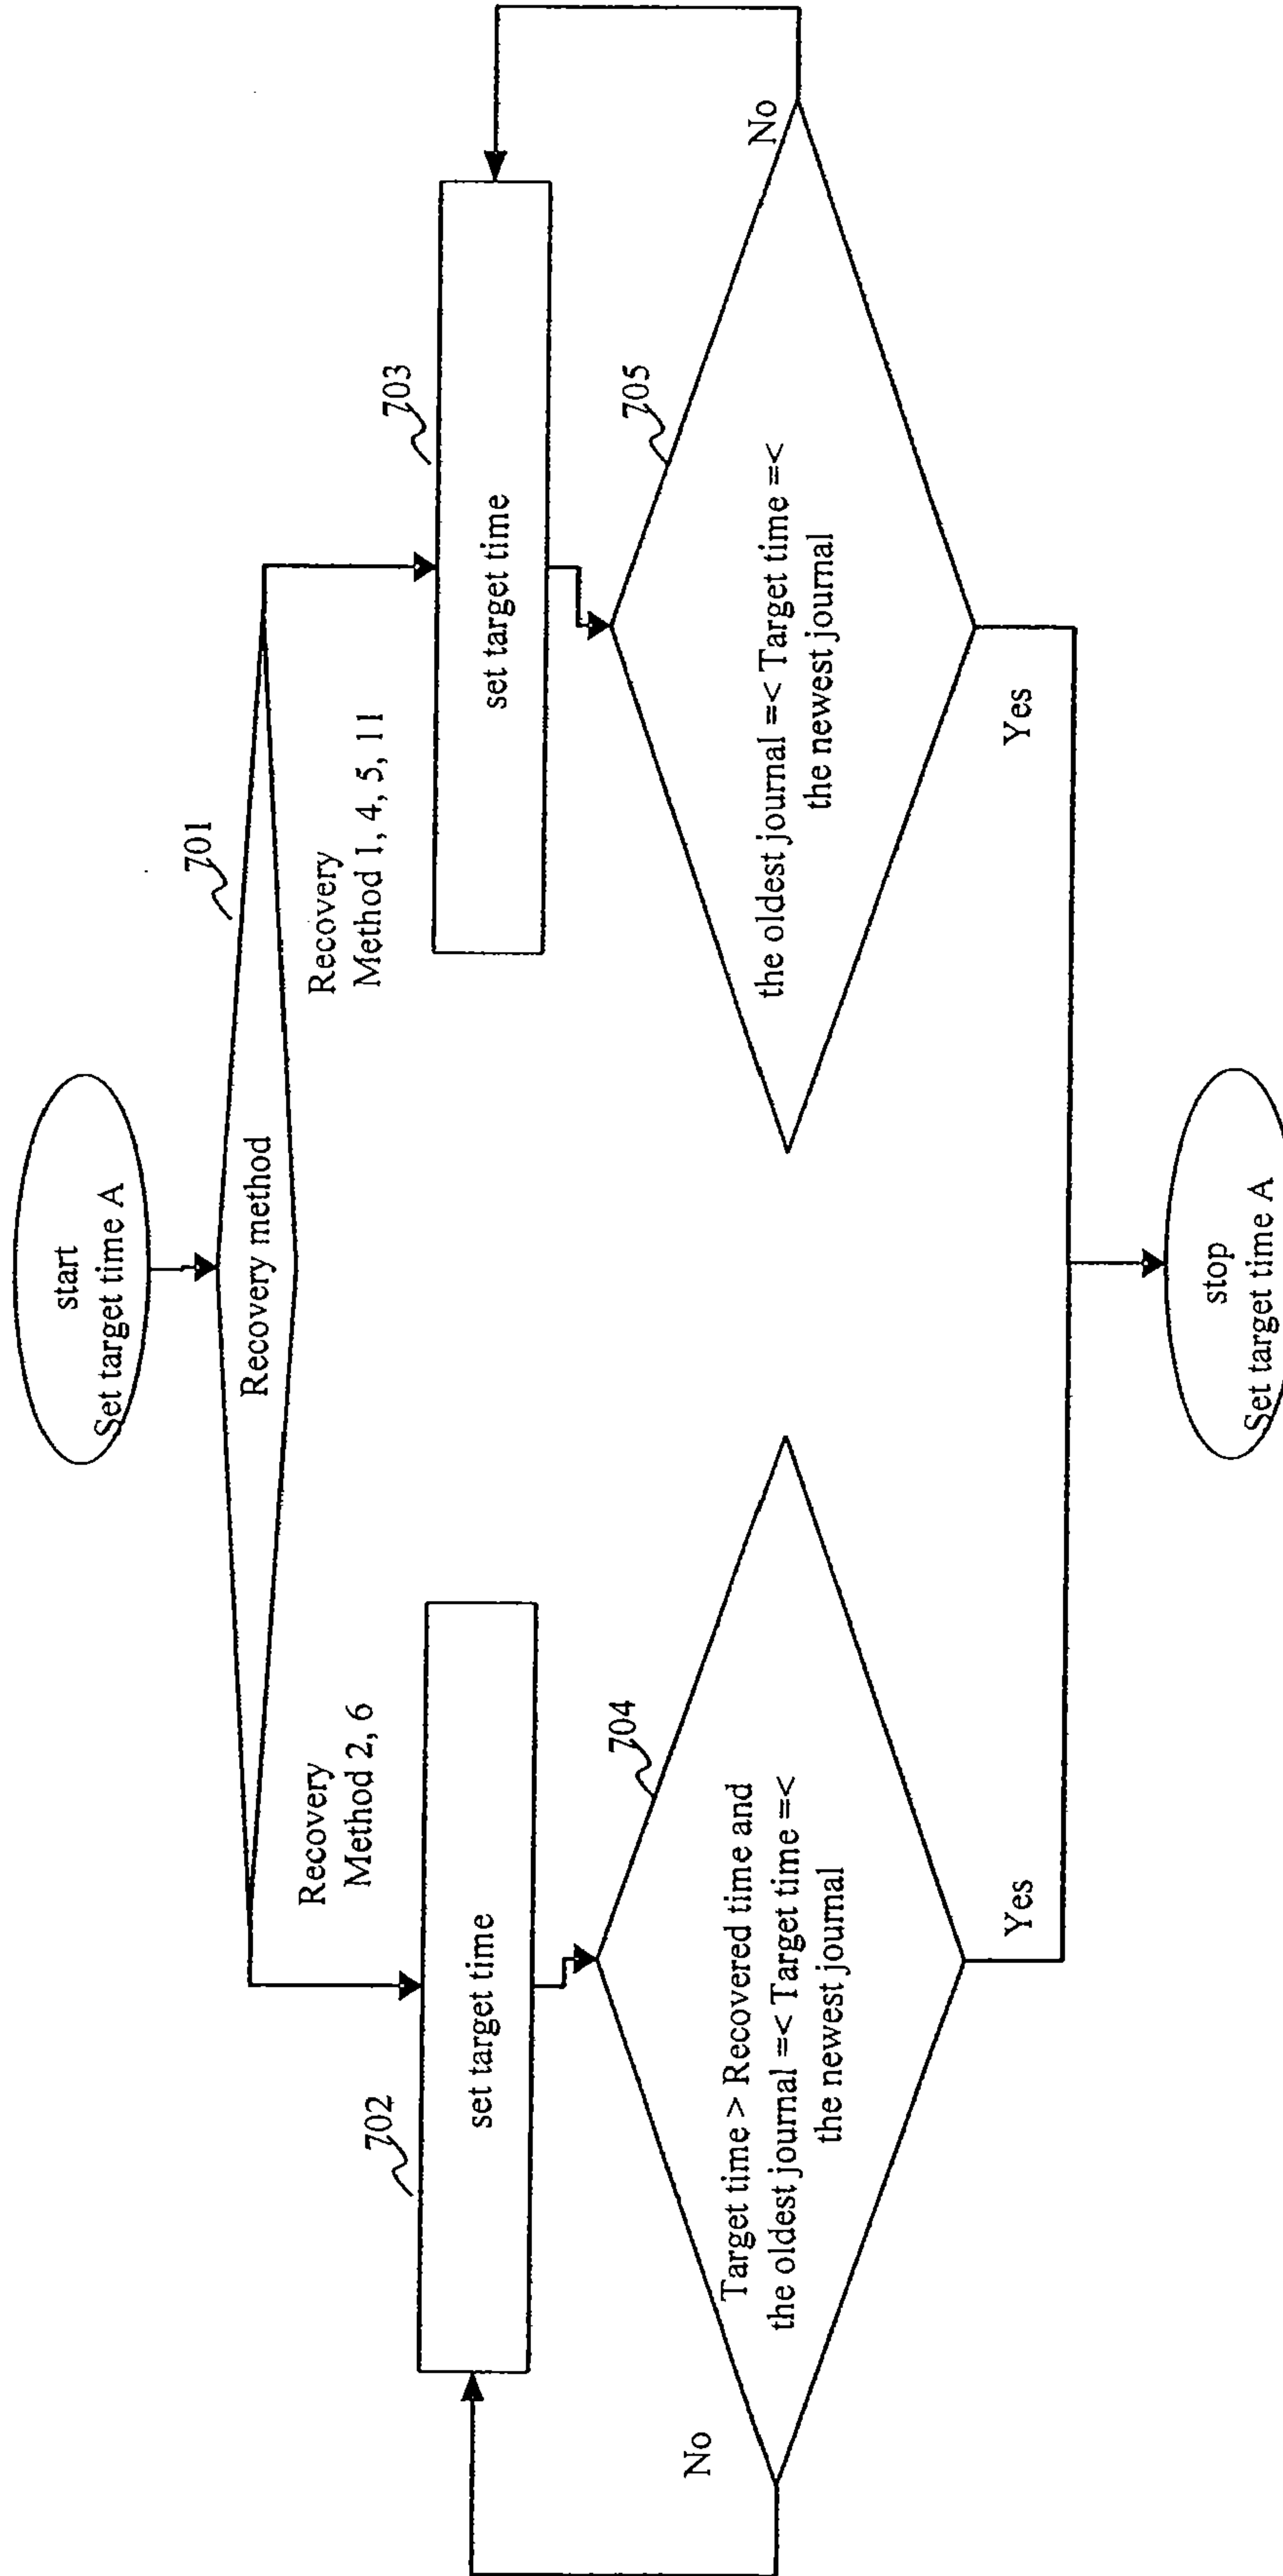 start
Set target time A
701
Recovery method
Recovery
Method 2, 6
Recovery
Method 1, 4, 5, 11
702
set target time
703
set target time
704
Target time > Recovered time and
the oldest journal =< Target time =<
the newest journal
No
Yes
705
the oldest journal =< Target time =<
the newest journal
No
Yes
stop
Set target time A